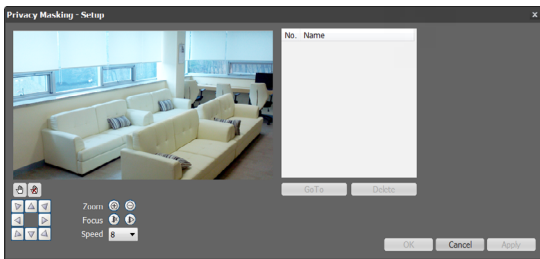 Privacy Masking - Setup
x
No. Name
GoTo Delete
Zoom
Focus
Speed 8
OK Cancel Apply